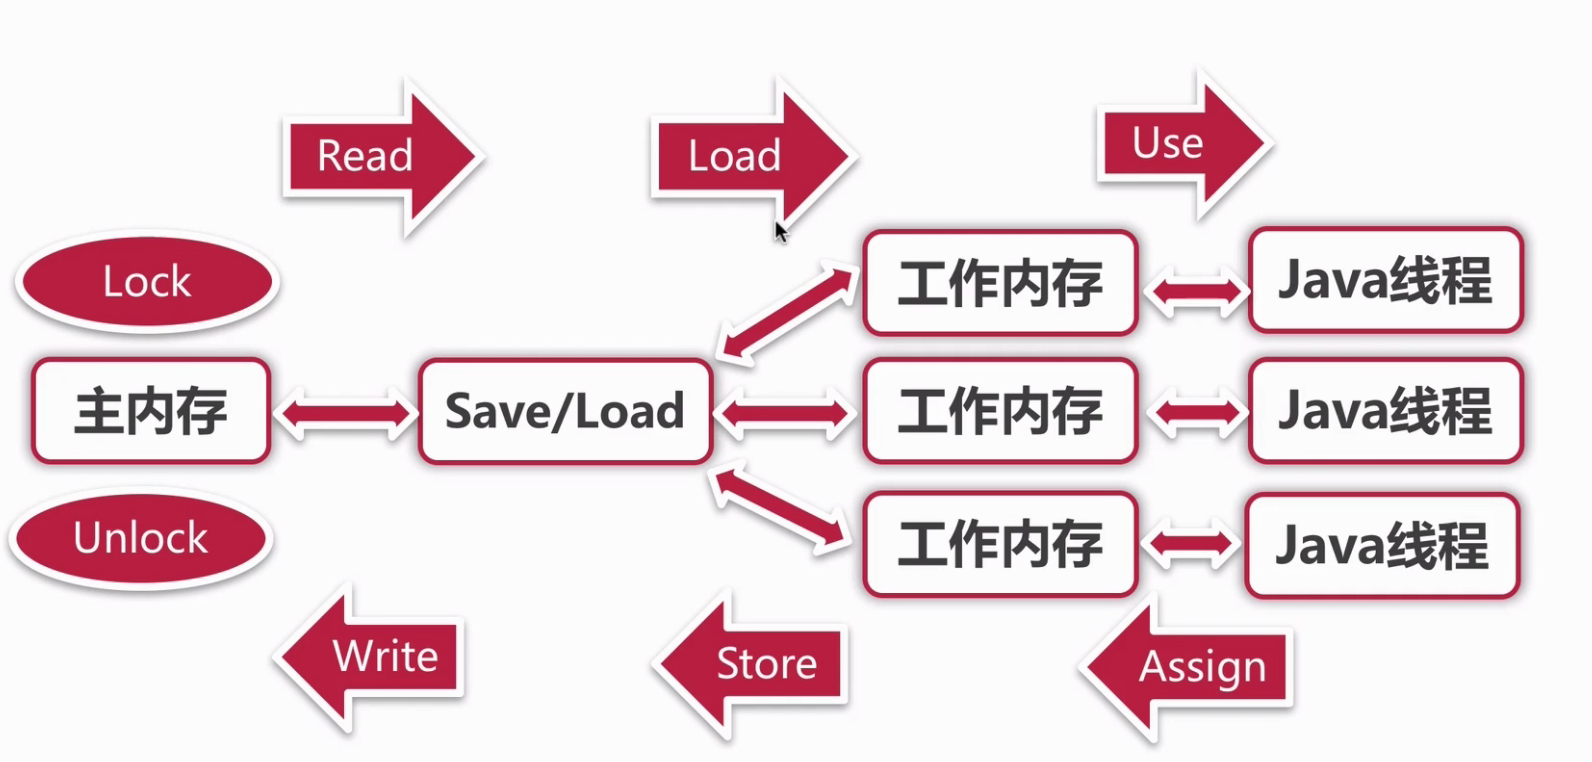 Read
Load
Use
Lock
工作内存
Java线程
主内存
Save/Load
工作内存
Java线程
Unlock
工作内存
Java线程
Write
Store
Assign